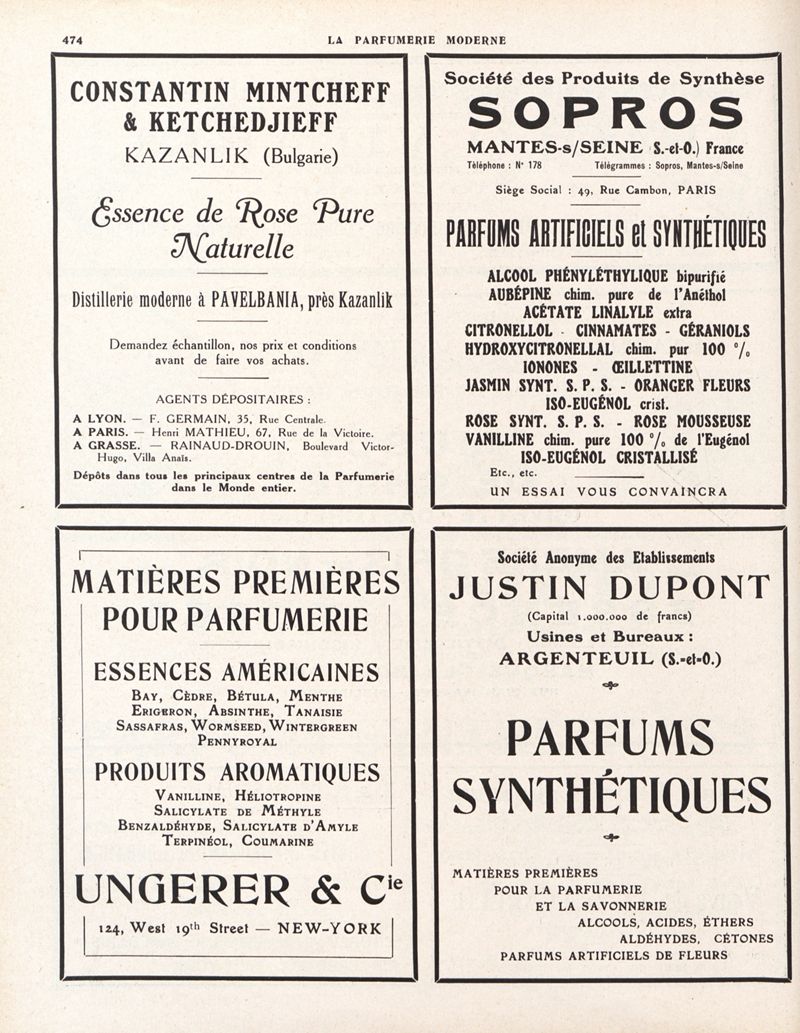 474
LA PARFUMERIE MODERNE
CONSTANTIN MINTCHEFF
& KETCHEDJIEFF
KAZANLIK (Bulgarie)
Essence de Rose Pure
Naturelle
Distillerie moderne à PAVELBANIA, près Kazanlik
Demandez échantillon, nos prix et conditions
avant de faire vos achats.
AGENTS DÉPOSITAIRES :
A LYON. — F. GERMAIN, 35, Rue Centrale.
A PARIS. — Henri MATHIEU, 67, Rue de la Victoire.
A GRASSE. — RAINAUD-DROUIN, Boulevard Victor-
Hugo, Villa Anaïs.
Dépôts dans tous les principaux centres de la Parfumerie
dans le Monde entier.
Société des Produits de Synthèse
SOPROS
MANTES-s/SEINE (S.-et-O.) France
Téléphone : N° 178 Télégrammes : Sopros, Mantes-s/Seine
Siège Social : 49, Rue Cambon, PARIS
PARFUMS ARTIFICIELS et SYNTHÉTIQUES
ALCOOL PHÉNYLÉTHYLIQUE bipurifié
AUBÉPINE chim. pure de l'Anéthol
ACÉTATE LINALYLE extra
CITRONELLOL - CINNAMATES - GÉRANIOLS
HYDROXYCITRONELLAL chim. pur 100 %
IONONES - ŒILLETTINE
JASMIN SYNT. S. P. S. - ORANGER FLEURS
ISO-EUGÉNOL crist.
ROSE SYNT. S. P. S. - ROSE MOUSSEUSE
VANILLINE chim. pure 100 % de l'Eugénol
ISO-EUGÉNOL CRISTALLISÉ
Etc., etc.
UN ESSAI VOUS CONVAINCRA
MATIÈRES PREMIÈRES
POUR PARFUMERIE
ESSENCES AMÉRICAINES
BAY, CÈDRE, BÉTULA, MENTHE
ERIGERON, ABSINTHE, TANAISIE
SASSAFRAS, WORMSEED, WINTERGREEN
PENNYROYAL
PRODUITS AROMATIQUES
VANILLINE, HÉLIOTROPINE
SALICYLATE DE MÉTHYLE
BENZALDÉHYDE, SALICYLATE D'AMYLE
TERPINÉOL, COUMARINE
UNGERER & Cie
124, West 19th Street — NEW-YORK
Société Anonyme des Etablissements
JUSTIN DUPONT
(Capital 1.000.000 de francs)
Usines et Bureaux :
ARGENTEUIL (S.-et-O.)
PARFUMS
SYNTHÉTIQUES
MATIÈRES PREMIÈRES
POUR LA PARFUMERIE
ET LA SAVONNERIE
ALCOOLS, ACIDES, ÉTHERS
ALDÉHYDES, CÉTONES
PARFUMS ARTIFICIELS DE FLEURS